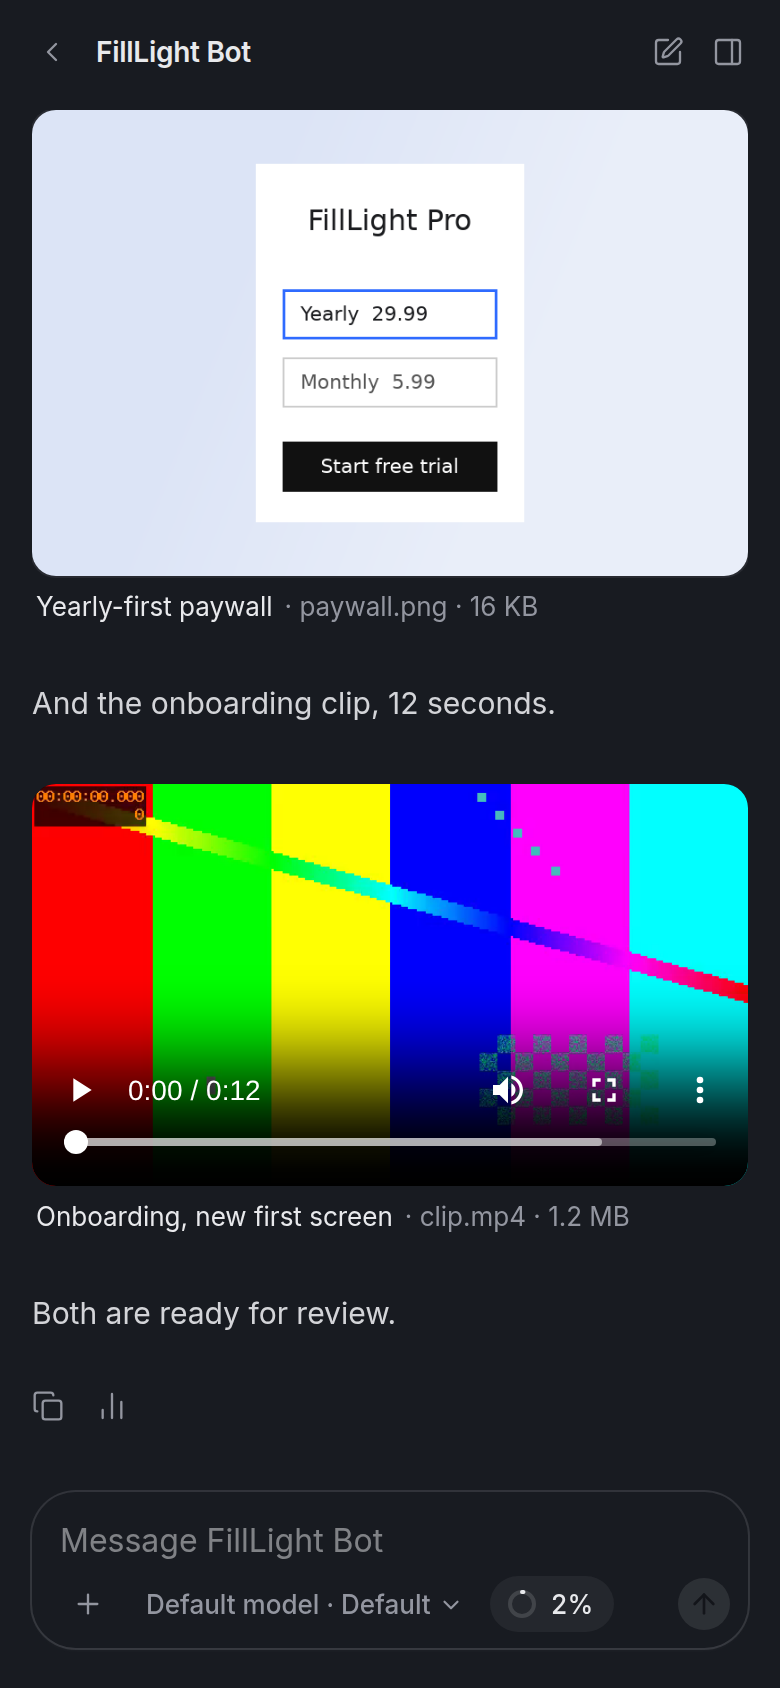 FillLight Bot
FillLight Pro
Yearly 29.99
Monthly 5.99
Start free trial
Yearly-first paywall · paywall.png · 16 KB
And the onboarding clip, 12 seconds.
00:00:00.000
0
0:00 / 0:12
Onboarding, new first screen · clip.mp4 · 1.2 MB
Both are ready for review.
Message FillLight Bot
Default model · Default
2%